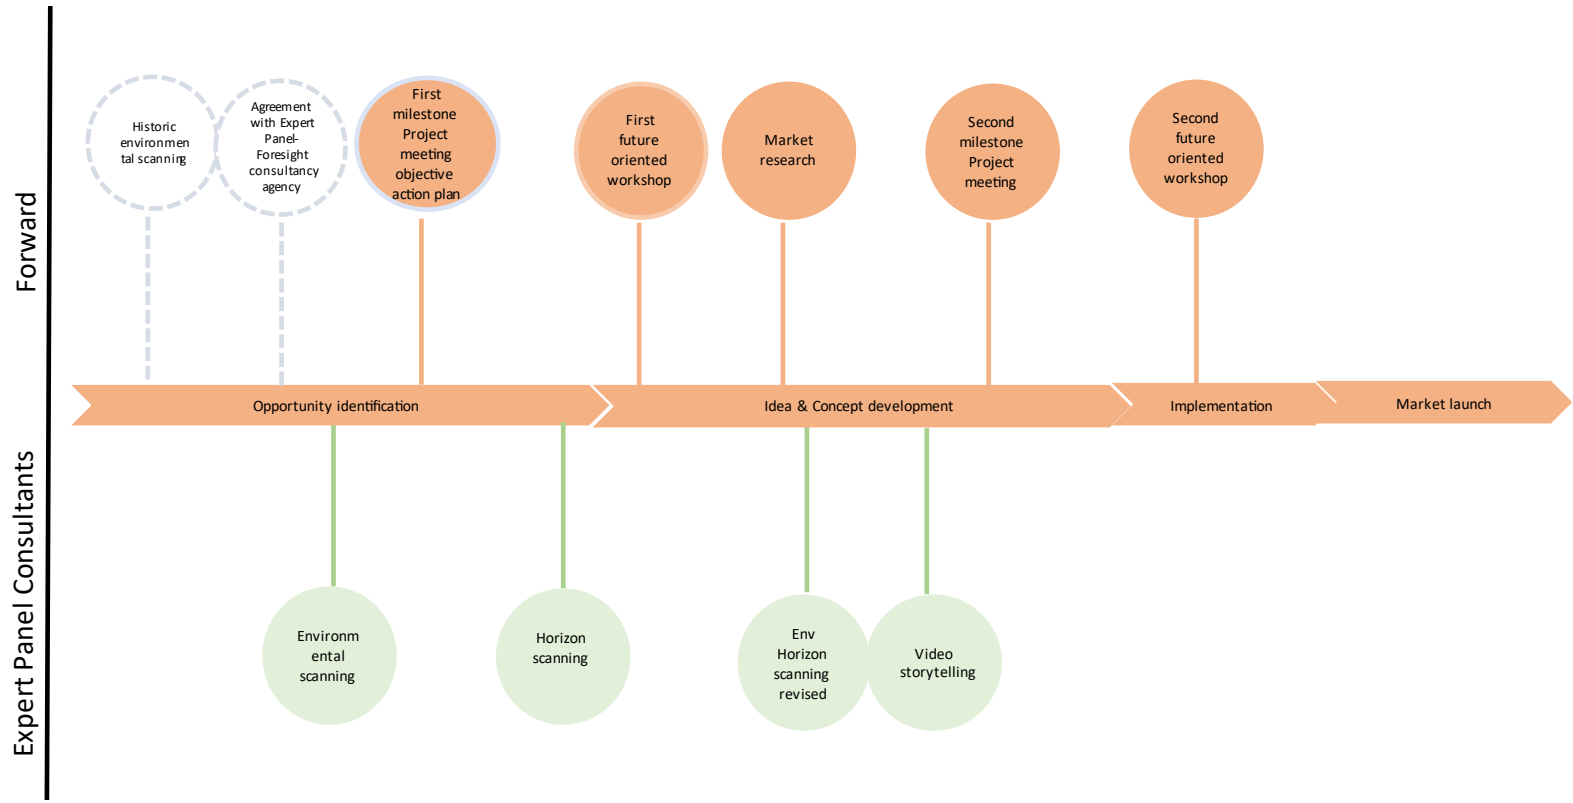 Forward
Historic
environmen
tal scanning
Agreement
with Expert
Panel-
Foresight
consultancy
agency
First
milestone
Project
meeting
objective
action plan
First
future
oriented
workshop
Market
research
Second
milestone
Project
meeting
Second
future
oriented
workshop
Opportunity identification
Idea & Concept development
Implementation
Market launch
Expert Panel Consultants
Environm
ental
scanning
Horizon
scanning
Env
Horizon
scanning
revised
Video
storytelling